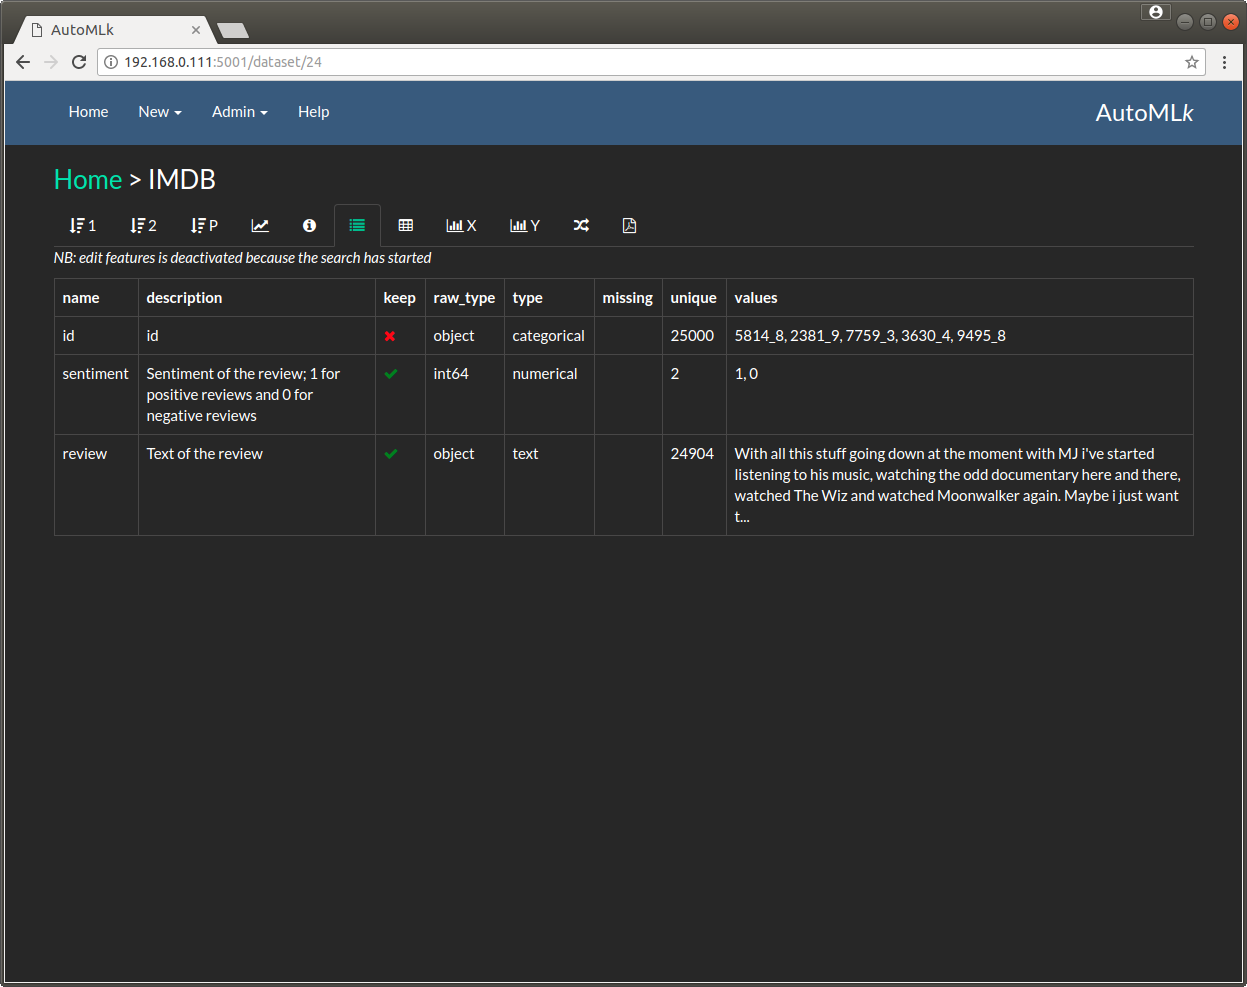 AutoMLk
192.168.0.111:5001/dataset/24
Home New Admin Help AutoMLk
Home > IMDB
1 2 P X Y
NB: edit features is deactivated because the search has started
name description keep raw_type type missing unique values
id id object categorical 25000 5814_8, 2381_9, 7759_3, 3630_4, 9495_8
sentiment Sentiment of the review; 1 for int64 numerical 2 1, 0
positive reviews and 0 for
negative reviews
review Text of the review object text 24904 With all this stuff going down at the moment with MJ i've started
listening to his music, watching the odd documentary here and there,
watched The Wiz and watched Moonwalker again. Maybe i just want
t...